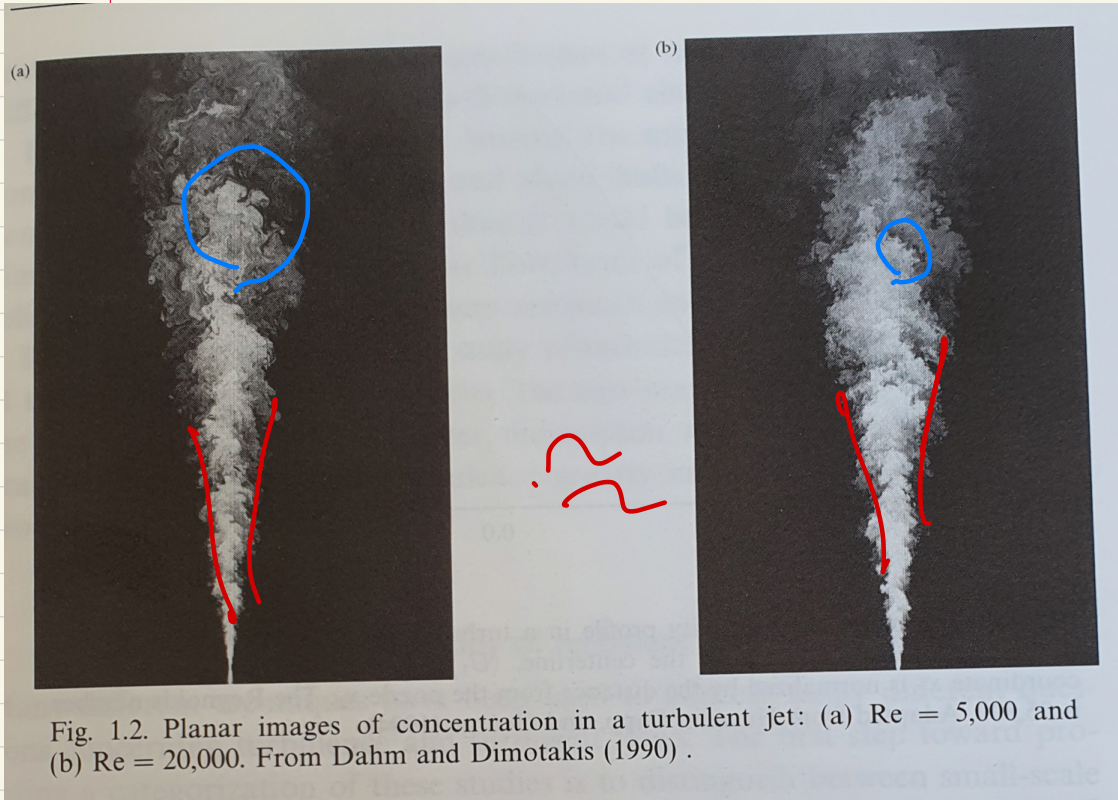 (a)
(b)
Fig. 1.2. Planar images of concentration in a turbulent jet: (a) Re = 5,000 and
(b) Re = 20,000. From Dahm and Dimotakis (1990) .